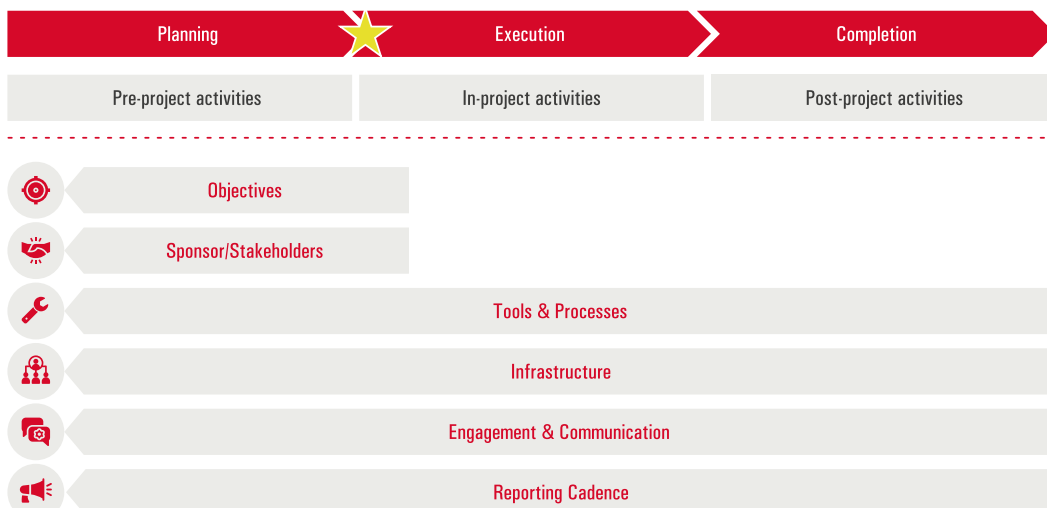 Planning
Execution
Completion
Pre-project activities
In-project activities
Post-project activities
Objectives
Sponsor/Stakeholders
Tools & Processes
Infrastructure
Engagement & Communication
Reporting Cadence